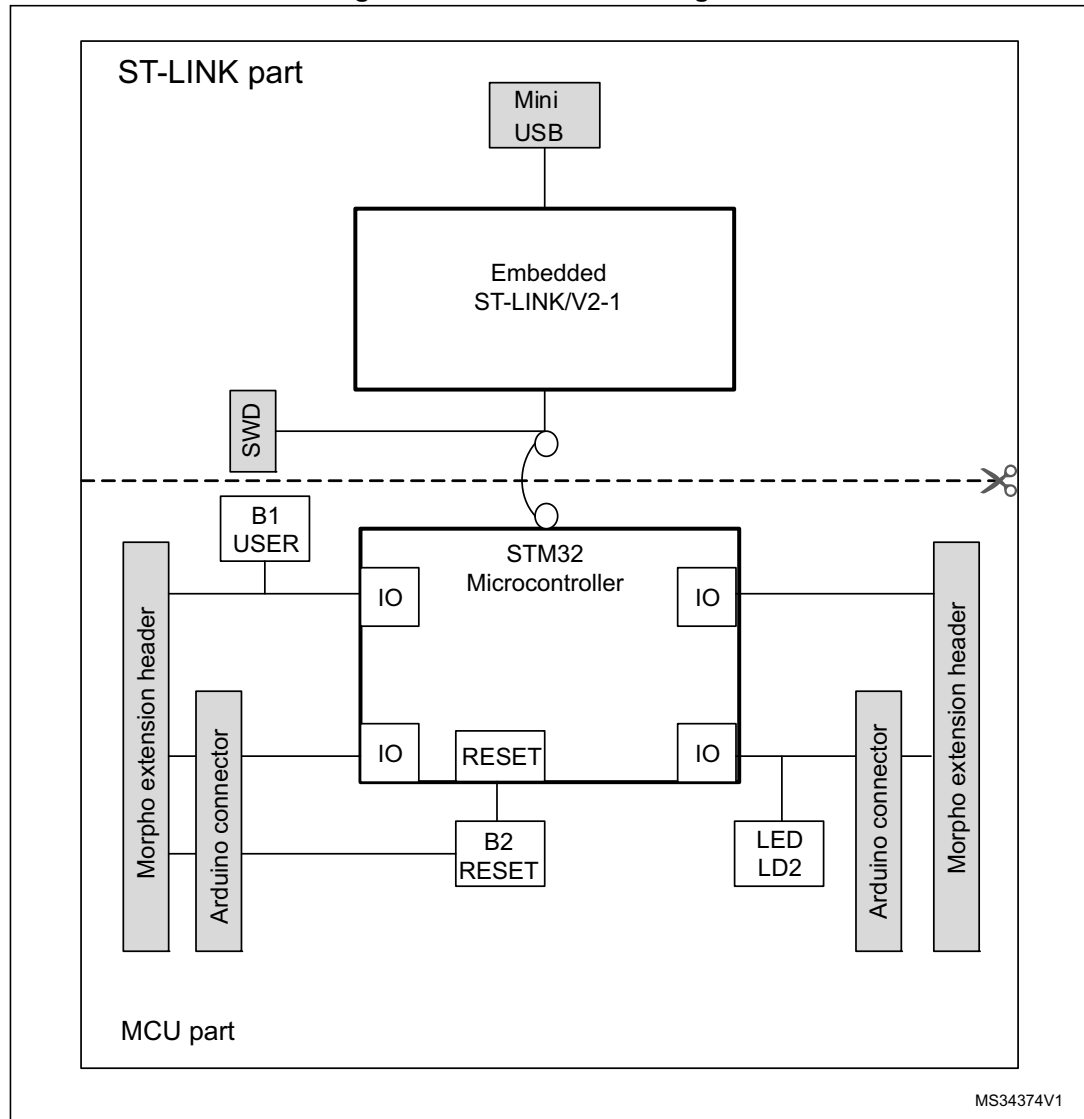 ST-LINK part
Mini
USB
Embedded
ST-LINK/V2-1
SWD
B1
USER
STM32
Microcontroller
IO
IO
Morpho extension header
Arduino connector
IO
RESET
IO
B2
RESET
LED
LD2
Arduino connector
Morpho extension header
MCU part
MS34374V1